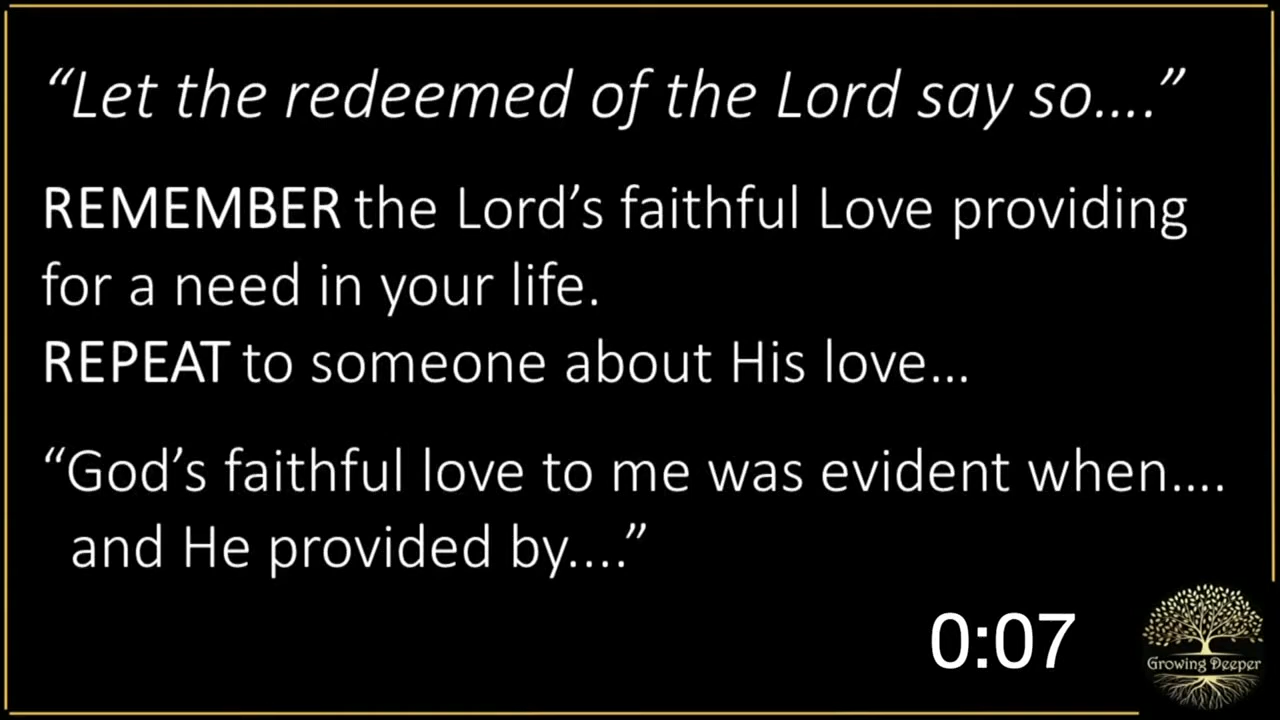 “Let the redeemed of the Lord say so....”
REMEMBER the Lord’s faithful Love providing
for a need in your life.
REPEAT to someone about His love...
“God’s faithful love to me was evident when....
and He provided by....”
0:07
Growing Deeper